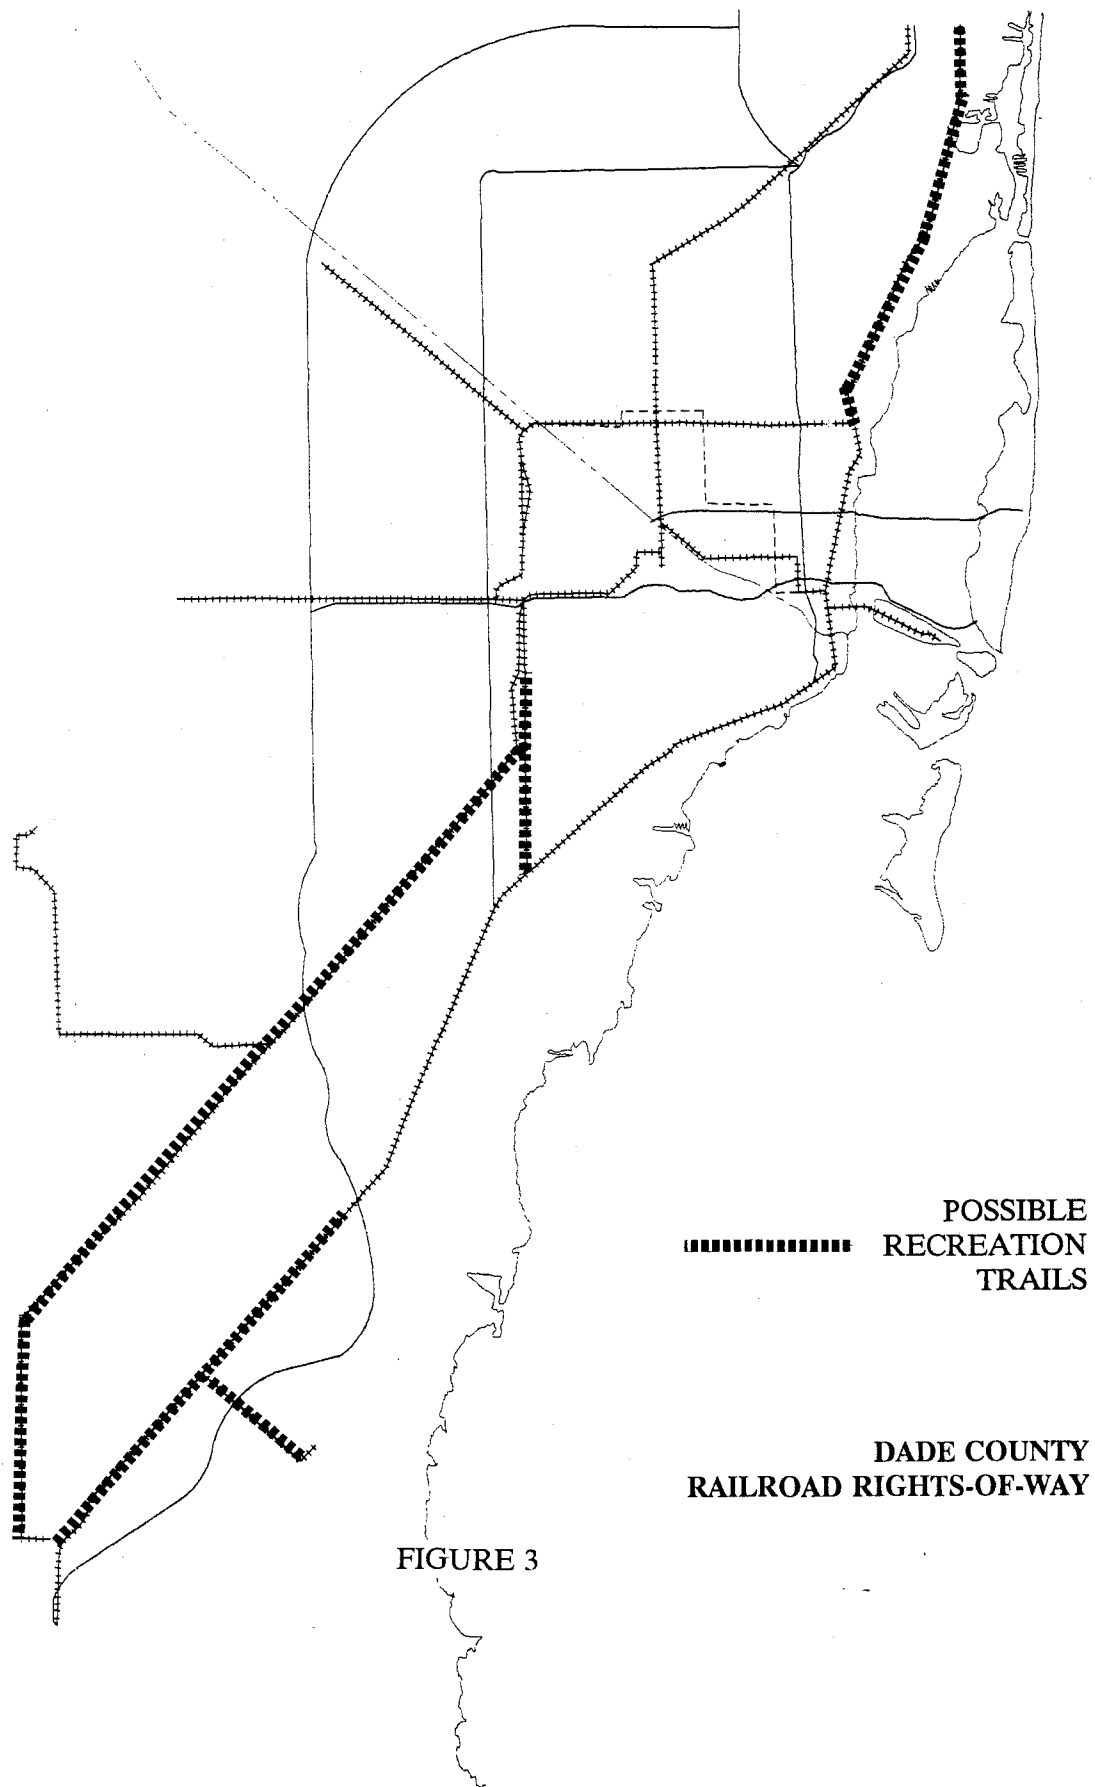 POSSIBLE
RECREATION
TRAILS
DADE COUNTY
RAILROAD RIGHTS-OF-WAY
FIGURE 3